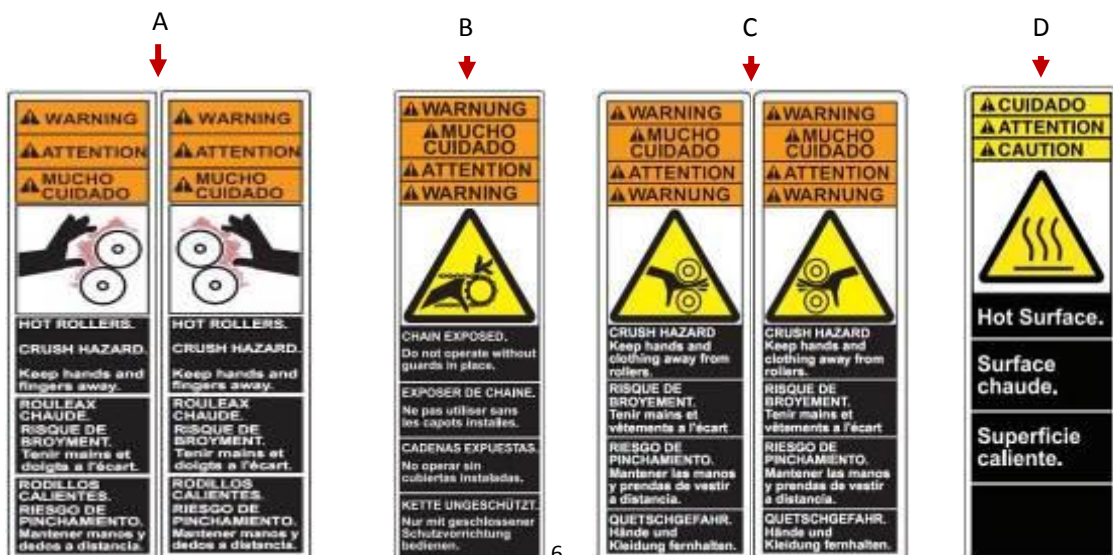 A
B
C
D
WARNING
ATTENTION
MUCHO
CUIDADO
HOT ROLLERS.
CRUSH HAZARD.
Keep hands and
fingers away.
ROULEAX
CHAUDE.
RISQUE DE
BROYMENT.
Tenir mains et
doigts a l'écart.
RODILLOS
CALIENTES.
RIESGO DE
PINCHAMIENTO.
Mantener manos y
dedos a distancia.
WARNING
ATTENTION
MUCHO
CUIDADO
HOT ROLLERS.
CRUSH HAZARD.
Keep hands and
fingers away.
ROULEAX
CHAUDE.
RISQUE DE
BROYMENT.
Tenir mains et
doigts a l'écart.
RODILLOS
CALIENTES.
RIESGO DE
PINCHAMIENTO.
Mantener manos y
dedos a distancia.
WARNUNG
MUCHO
CUIDADO
ATTENTION
WARNING
CHAIN EXPOSED.
Do not operate without
guards in place.
EXPOSER DE CHAINE.
Ne pas utiliser sans
les capots installes.
CADENAS EXPUESTAS.
No operar sin
cubiertas instaladas.
KETTE UNGESCHÜTZT.
Nur mit geschlossener
Schutzvorrichtung
bedienen.
WARNING
MUCHO
CUIDADO
ATTENTION
WARNUNG
CRUSH HAZARD
Keep hands and
clothing away from
rollers.
RISQUE DE
BROYEMENT.
Tenir mains et
vêtements a l'écart
RIESGO DE
PINCHAMIENTO.
Mantener las manos
y prendas de vestir
a distancia.
QUETSCHGEFAHR.
Hände und
Kleidung fernhalten.
WARNING
MUCHO
CUIDADO
ATTENTION
WARNUNG
CRUSH HAZARD
Keep hands and
clothing away from
rollers.
RISQUE DE
BROYEMENT.
Tenir mains et
vêtements a l'écart
RIESGO DE
PINCHAMIENTO.
Mantener las manos
y prendas de vestir
a distancia.
QUETSCHGEFAHR.
Hände und
Kleidung fernhalten.
CUIDADO
ATTENTION
CAUTION
Hot Surface.
Surface
chaude.
Superficie
caliente.
6